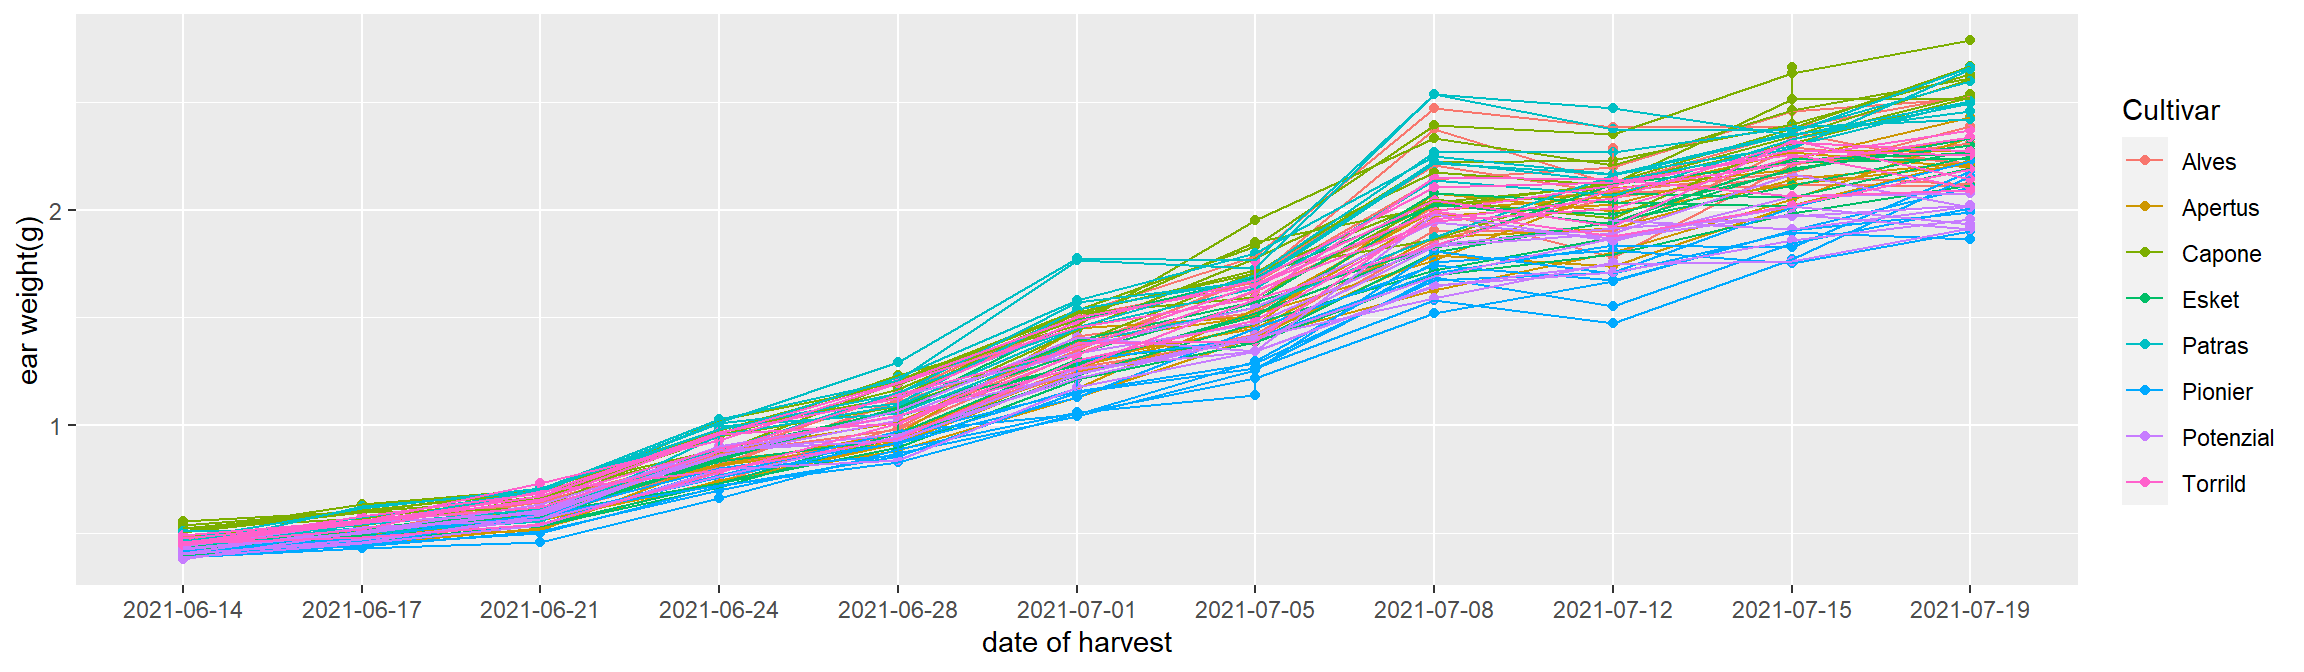 ear weight(g)
2
1
2021-06-14 2021-06-17 2021-06-21 2021-06-24 2021-06-28 2021-07-01 2021-07-05 2021-07-08 2021-07-12 2021-07-15 2021-07-19
date of harvest
Cultivar
Alves
Apertus
Capone
Esket
Patras
Pionier
Potenzial
Torrild